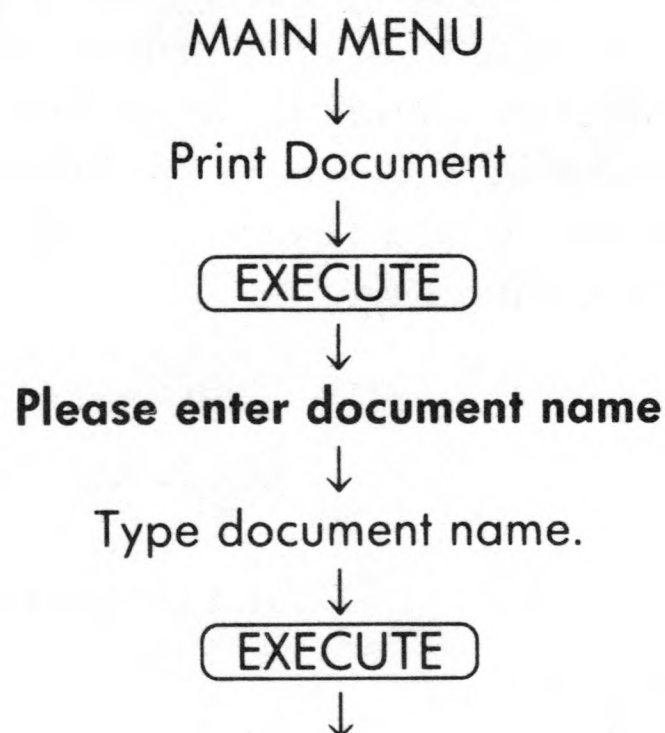 MAIN MENU
Print Document
EXECUTE
Please enter document name
Type document name.
EXECUTE